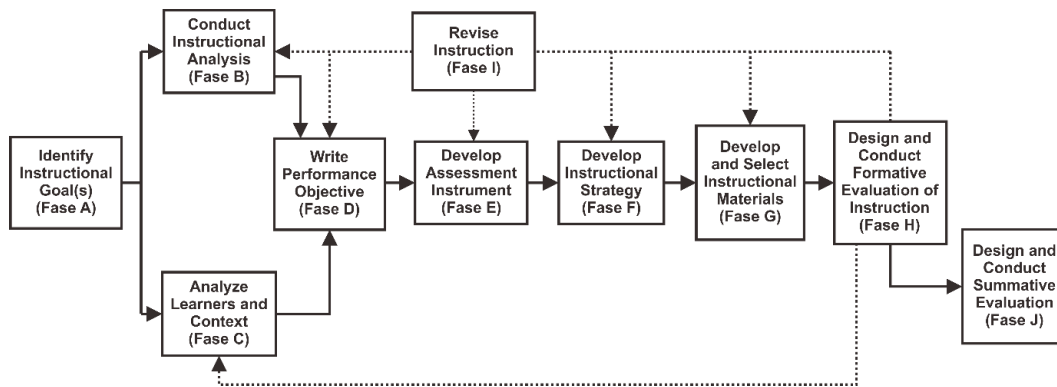 Conduct
Instructional
Analysis
(Fase B)
Revise
Instruction
(Fase I)
Identify
Instructional
Goal(s)
(Fase A)
Write
Performance
Objective
(Fase D)
Develop
Assessment
Instrument
(Fase E)
Develop
Instructional
Strategy
(Fase F)
Develop
and Select
Instructional
Materials
(Fase G)
Design and
Conduct
Formative
Evaluation of
Instruction
(Fase H)
Analyze
Learners and
Context
(Fase C)
Design and
Conduct
Summative
Evaluation
(Fase J)